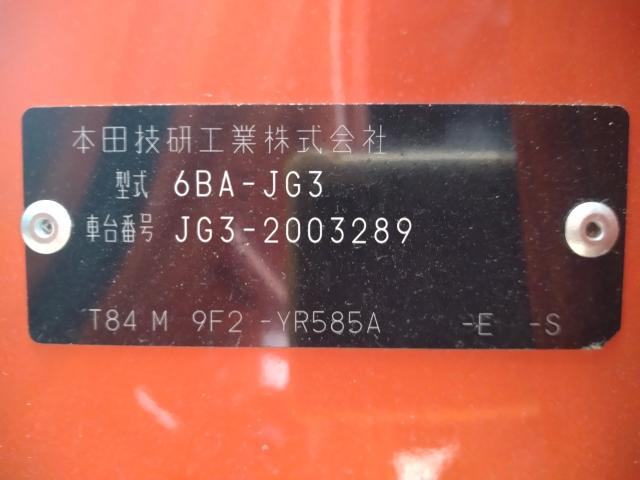 本田技研工業株式会社
型式 6BA-JG3
車台番号 JG3-2003289
T84 M 9F2 -YR585A -E -S